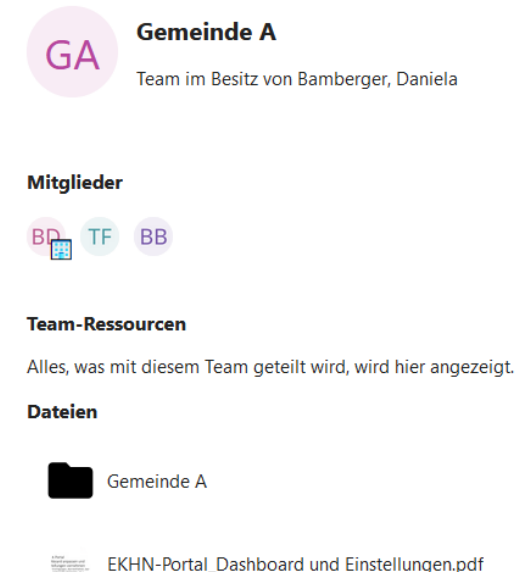 GA
Gemeinde A
Team im Besitz von Bamberger, Daniela
Mitglieder
BD TF BB
Team-Ressourcen
Alles, was mit diesem Team geteilt wird, wird hier angezeigt.
Dateien
Gemeinde A
EKHN-Portal_Dashboard und Einstellungen.pdf